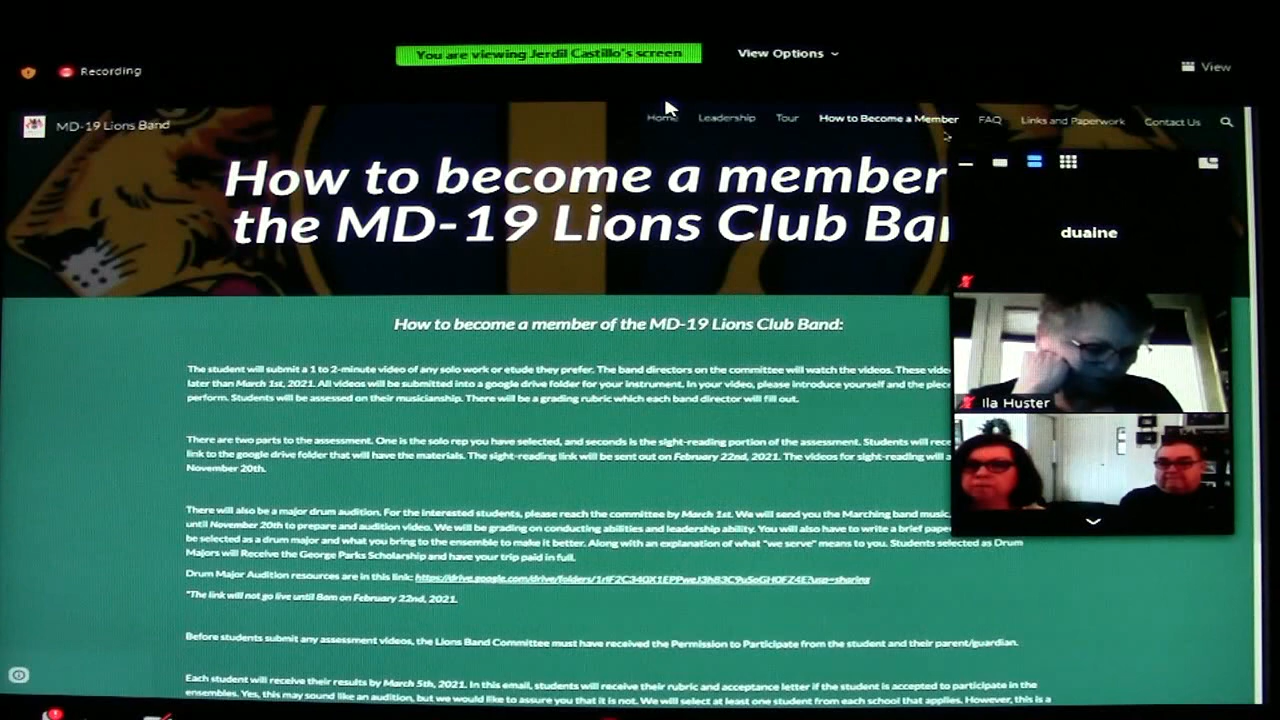 You are viewing Jerdil Castillo's screen
View Options
Recording
View
MD-19 Lions Band
Home
Leadership
Tour
How to Become a Member
FAQ
Links and Paperwork
Contact Us
How to become a member
the MD-19 Lions Club
duaine
Ila Huster
How to become a member of the MD-19 Lions Club Band:
The student will submit a 1 to 2-minute video of any solo work or etude they prefer. The band directors on the committee will watch the videos. These
later than March 1st, 2021. All videos will be submitted into a google drive folder for your instrument. In your video, please introduce yourself and the
perform. Students will be assessed on their musicianship. There will be a grading rubric which each band director will fill out.
There are two parts to the assessment. One is the solo rep you have selected, and seconds is the sight-reading portion of the assessment. Students will
link to the google drive folder that will have the materials. The sight-reading link will be sent out on February 22nd, 2021. The videos for sight-reading will
November 20th.
There will also be a major drum audition. For the interested students, please reach the committee by March 1st. We will send you the Marching band music,
until November 20th to prepare and audition video. We will be grading on conducting abilities and leadership ability. You will also have to write a brief
be selected as a drum major and what you bring to the ensemble to make it better. Along with an explanation of what "we serve" means to you. Students selected as Drum
Majors will Receive the George Parks Scholarship and have your trip paid in full.
Drum Major Audition resources are in this link:
*The link will not go live until 8am on February 22nd, 2021.
Before students submit any assessment videos, the Lions Band Committee must have received the Permission to Participate from the student and their parent/guardian.
Each student will receive their results by March 5th, 2021. In this email, students will receive their rubric and acceptance letter if the student is accepted to participate in the
ensembles. Yes, this may sound like an audition, but we would like to assure you that it is not. We will select at least one student from each school that applies. However, this is a